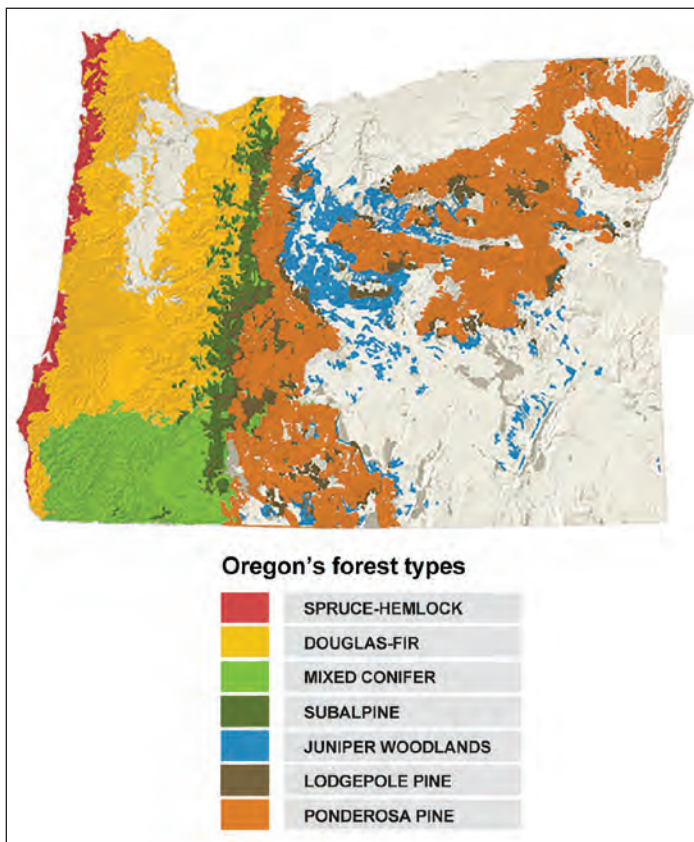 Oregon's forest types
SPRUCE-HEMLOCK
DOUGLAS-FIR
MIXED CONIFER
SUBALPINE
JUNIPER WOODLANDS
LODGEPOLE PINE
PONDEROSA PINE